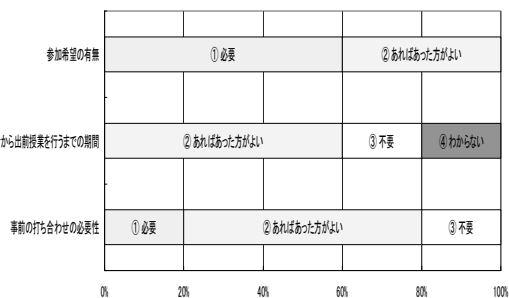 参加希望の有無
① 必要
② あればあった方がよい
から出前授業を行うまでの期間
② あればあった方がよい
③ 不要
④ わからない
事前の打ち合わせの必要性
① 必要
② あればあった方がよい
③ 不要
0%
20%
40%
60%
80%
100%